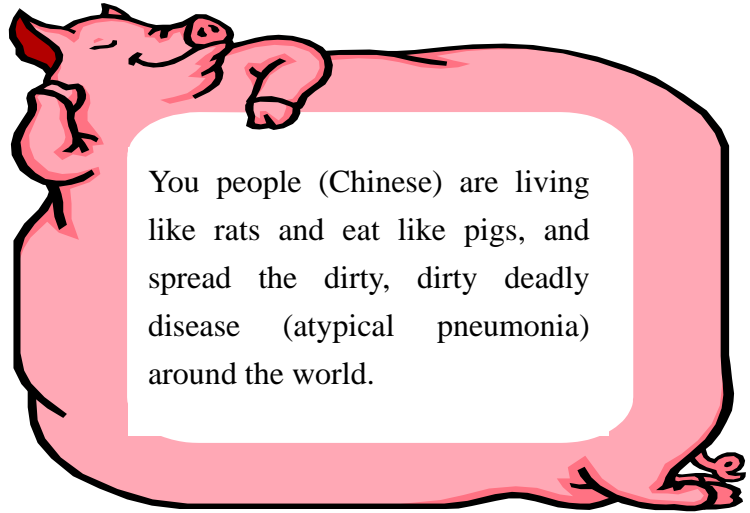 You people (Chinese) are living
like rats and eat like pigs, and
spread the dirty, dirty deadly
disease (atypical pneumonia)
around the world.